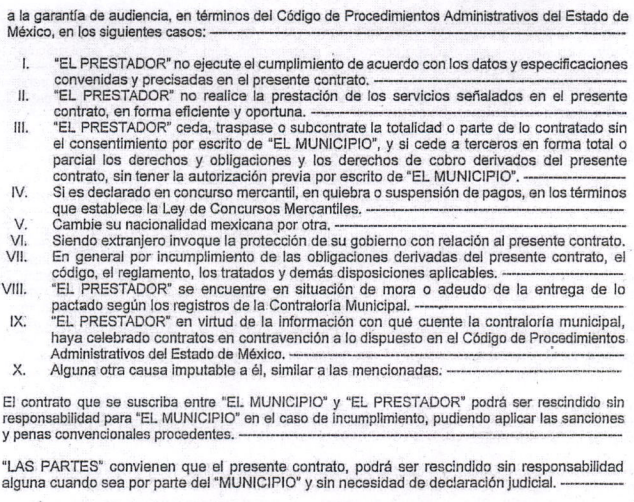 a la garantía de audiencia, en términos del Código de Procedimientos Administrativos del Estado de
México, en los siguientes casos: ------------------------------
I. "EL PRESTADOR" no ejecute el cumplimiento de acuerdo con los datos y especificaciones
convenidas y precisadas en el presente contrato. ------------------------------
II. "EL PRESTADOR" no realice la prestación de los servicios señalados en el presente
contrato, en forma eficiente y oportuna. ------------------------------
III. "EL PRESTADOR" ceda, traspase o subcontrate la totalidad o parte de lo contratado sin
el consentimiento por escrito de "EL MUNICIPIO", y si cede a terceros en forma total o
parcial los derechos y obligaciones y los derechos de cobro derivados del presente
contrato, sin tener la autorización previa por escrito de "EL MUNICIPIO". --------------------
IV. Si es declarado en concurso mercantil, en quiebra o suspensión de pagos, en los términos
que establece la Ley de Concursos Mercantiles. ------------------------------
V. Cambie su nacionalidad mexicana por otra. ------------------------------
VI. Siendo extranjero invoque la protección de su gobierno con relación al presente contrato.
VII. En general por incumplimiento de las obligaciones derivadas del presente contrato, el
código, el reglamento, los tratados y demás disposiciones aplicables. --------------------
VIII. "EL PRESTADOR" se encuentre en situación de mora o adeudo de la entrega de lo
pactado según los registros de la Contraloría Municipal. ------------------------------
IX. "EL PRESTADOR" en virtud de la información con qué cuente la contraloría municipal,
haya celebrado contratos en contravención a lo dispuesto en el Código de Procedimientos
Administrativos del Estado de México. ------------------------------
X. Alguna otra causa imputable a él, similar a las mencionadas. --------------------
El contrato que se suscriba entre "EL MUNICIPIO" y "EL PRESTADOR" podrá ser rescindido sin
responsabilidad para "EL MUNICIPIO" en el caso de incumplimiento, pudiendo aplicar las sanciones
y penas convencionales procedentes. ------------------------------
"LAS PARTES" convienen que el presente contrato, podrá ser rescindido sin responsabilidad
alguna cuando sea por parte del "MUNICIPIO" y sin necesidad de declaración judicial. ------------